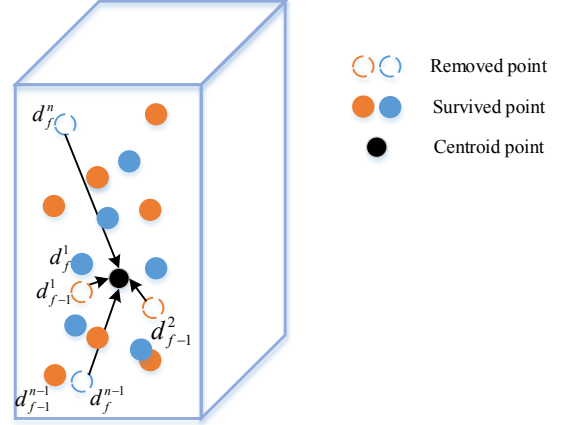 Removed point
Survived point
Centroid point
d_f^n
d_f^1
d_{f-1}^1
d_{f-1}^2
d_{f-1}^{n-1}
d_f^{n-1}